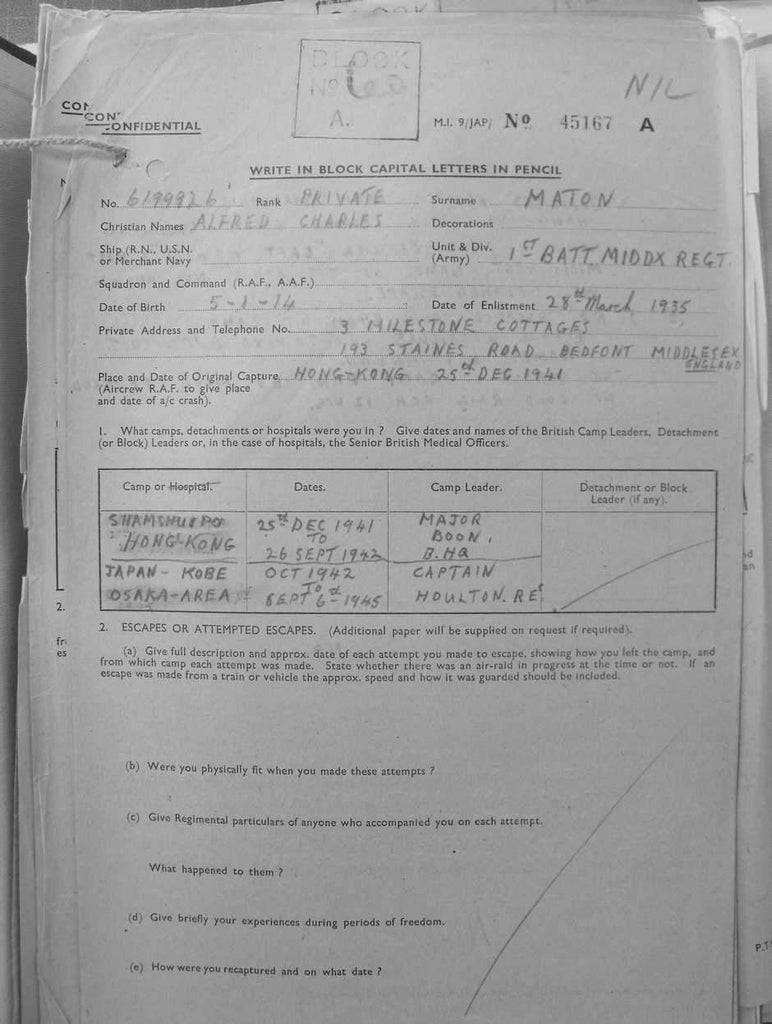 BLOCK
BLOCK
No
A.
N/L
CON
CON
CONFIDENTIAL
M.I. 9/JAP/ No 45167 A
WRITE IN BLOCK CAPITAL LETTERS IN PENCIL
No. 6199926 Rank PRIVATE Surname MATON
Christian Names ALFRED CHARLES Decorations
Ship (R.N., U.S.N. or Merchant Navy
Unit & Div. (Army) 1ST BATT. MIDDX REGT.
Squadron and Command (R.A.F., A.A.F.)
Date of Birth 5-1-14 Date of Enlistment 28th March 1935
Private Address and Telephone No. 3 MILESTONE COTTAGES
193 STAINES ROAD BEDFONT MIDDLESEX
ENGLAND
Place and Date of Original Capture HONG-KONG 25th DEC 1941
(Aircrew R.A.F. to give place
and date of a/c crash).
1. What camps, detachments or hospitals were you in ? Give dates and names of the British Camp Leaders, Detachment
(or Block) Leaders or, in the case of hospitals, the Senior British Medical Officers.
Camp or Hospital. Dates. Camp Leader. Detachment or Block Leader (if any).
SHAMSHUIPO 25th DEC 1941 MAJOR
HONG-KONG TO BOON,
26 SEPT 1942 B.HQ
JAPAN - KOBE OCT 1942 CAPTAIN
OSAKA-AREA TO SEPT 6th 1945 HOULTON. RE
2. ESCAPES OR ATTEMPTED ESCAPES. (Additional paper will be supplied on request if required).
(a) Give full description and approx. date of each attempt you made to escape, showing how you left the camp, and
from which camp each attempt was made. State whether there was an air-raid in progress at the time or not. If an
escape was made from a train or vehicle the approx. speed and how it was guarded should be included.
(b) Were you physically fit when you made these attempts ?
(c) Give Regimental particulars of anyone who accompanied you on each attempt.
What happened to them ?
(d) Give briefly your experiences during periods of freedom.
(e) How were you recaptured and on what date ?
2.
fr
es
P.T